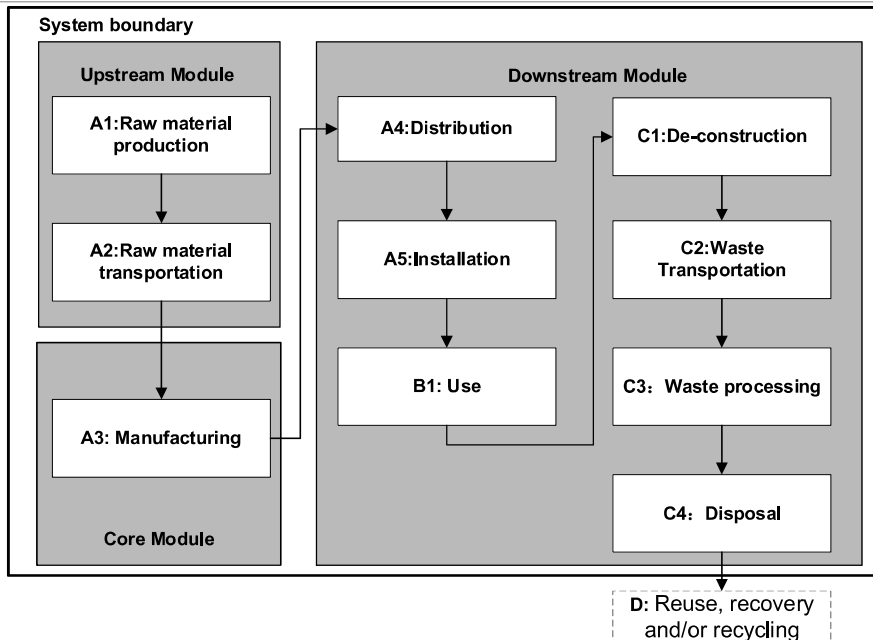 System boundary
Upstream Module
A1:Raw material
production
A2:Raw material
transportation
A3: Manufacturing
Core Module
Downstream Module
A4:Distribution
A5:Installation
B1: Use
C1:De-construction
C2:Waste
Transportation
C3：Waste processing
C4：Disposal
D: Reuse, recovery
and/or recycling